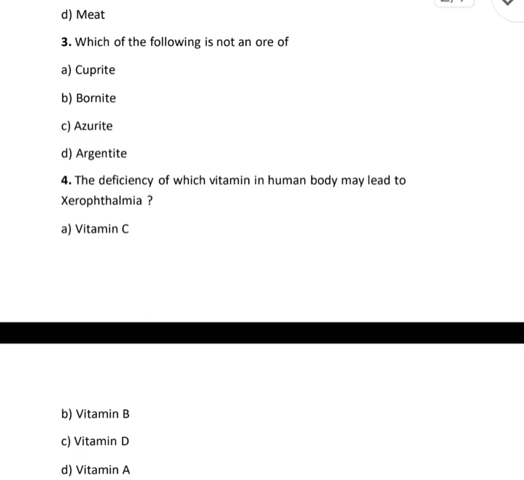 d) Meat
3. Which of the following is not an ore of
a) Cuprite
b) Bornite
c) Azurite
d) Argentite
4. The deficiency of which vitamin in human body may lead to
Xerophthalmia ?
a) Vitamin C
b) Vitamin B
c) Vitamin D
d) Vitamin A